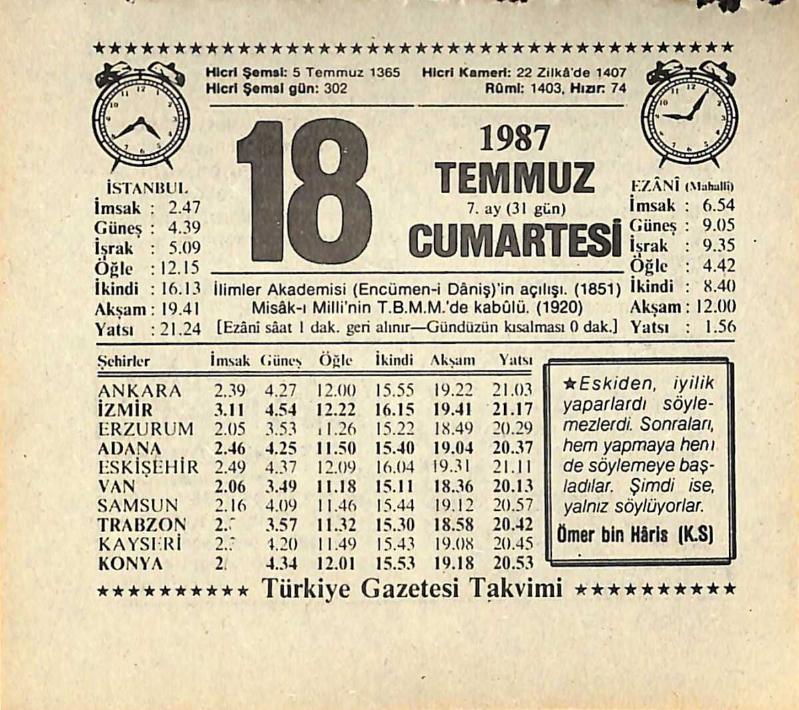 Hicri Şemsi: 5 Temmuz 1365 Hicri Kameri: 22 Zilkâ'de 1407
Hicri Şemsi gün: 302 Rûmi: 1403, Hızır: 74
18
1987
TEMMUZ
7. ay (31 gün)
CUMARTESİ
İSTANBUL
İmsak : 2.47
Güneş : 4.39
İşrak : 5.09
Öğle : 12.15
İkindi : 16.13
Akşam : 19.41
Yatsı : 21.24
EZÂNİ (Mahalli)
İmsak : 6.54
Güneş : 9.05
İşrak : 9.35
Öğle : 4.42
İkindi : 8.40
Akşam : 12.00
Yatsı : 1.56
İlimler Akademisi (Encümen-i Dâniş)'in açılışı. (1851)
Misâk-ı Milli'nin T.B.M.M.'de kabûlü. (1920)
[Ezâni sâat 1 dak. geri alınır—Gündüzün kısalması 0 dak.]
Şehirler İmsak Güneş Öğle İkindi Akşam Yatsı
ANKARA 2.39 4.27 12.00 15.55 19.22 21.03
İZMİR 3.11 4.54 12.22 16.15 19.41 21.17
ERZURUM 2.05 3.53 11.26 15.22 18.49 20.29
ADANA 2.46 4.25 11.50 15.40 19.04 20.37
ESKİŞEHİR 2.49 4.37 12.09 16.04 19.31 21.11
VAN 2.06 3.49 11.18 15.11 18.36 20.13
SAMSUN 2.16 4.09 11.46 15.44 19.12 20.57
TRABZON 3.57 11.32 15.30 18.58 20.42
KAYSERİ 4.20 11.49 15.43 19.08 20.45
KONYA 4.34 12.01 15.53 19.18 20.53
★Eskiden, iyilik
yaparlardı söyle-
mezlerdi. Sonraları,
hem yapmaya hem
de söylemeye baş-
ladılar. Şimdi ise,
yalnız söylüyorlar.
Ömer bin Hâris (K.S)
Türkiye Gazetesi Takvimi